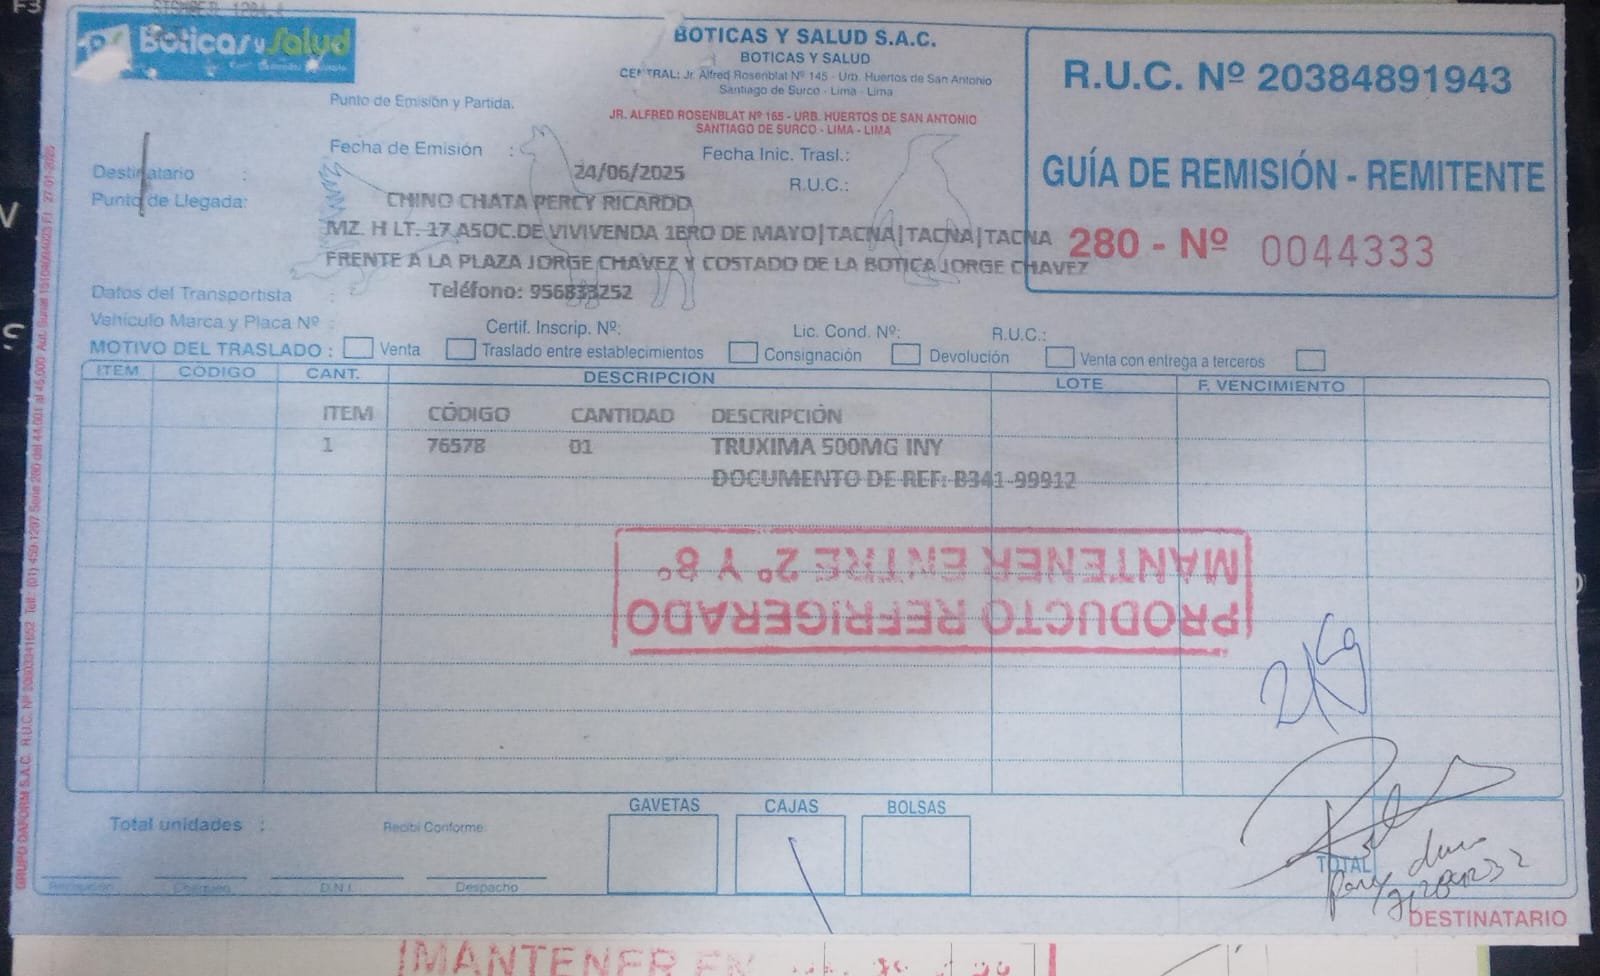 Boticas y Salud
BOTICAS Y SALUD S.A.C.
BOTICAS Y SALUD
CENTRAL: Jr. Alfred Rosenblat Nº 145 - Urb. Huertos de San Antonio
Santiago de Surco - Lima - Lima
Punto de Emisión y Partida.
JR. ALFRED ROSENBLAT Nº 165 - URB. HUERTOS DE SAN ANTONIO
SANTIAGO DE SURCO - LIMA - LIMA
R.U.C. Nº 20384891943
GUÍA DE REMISIÓN - REMITENTE
280 - Nº 0044333
Fecha de Emisión : 24/06/2025 Fecha Inic. Trasl.:
Destinatario : CHINO CHATA PERCY RICARDO R.U.C.:
Punto de Llegada: MZ. H LT. 17 ASOC.DE VIVIVENDA 1ERO DE MAYO|TACNA|TACNA|TACNA
FRENTE A LA PLAZA JORGE CHAVEZ Y COSTADO DE LA BOTICA JORGE CHAVEZ
Datos del Transportista : Teléfono: 956833252
Vehículo Marca y Placa Nº : Certif. Inscrip. Nº: Lic. Cond. Nº: R.U.C.:
MOTIVO DEL TRASLADO : Venta Traslado entre establecimientos Consignación Devolución Venta con entrega a terceros
ITEM CÓDIGO CANT. DESCRIPCION LOTE F. VENCIMIENTO
ITEM CÓDIGO CANTIDAD DESCRIPCIÓN
1 76578 01 TRUXIMA 500MG INY
DOCUMENTO DE REF: B341-99912
PRODUCTO REFRIGERADO
MANTENER ENTRE 2° Y 8°
2Kg
GAVETAS CAJAS BOLSAS
Total unidades : Recibí Conforme:
TOTAL
D.N.I. Despacho
DESTINATARIO
MANTENER EN